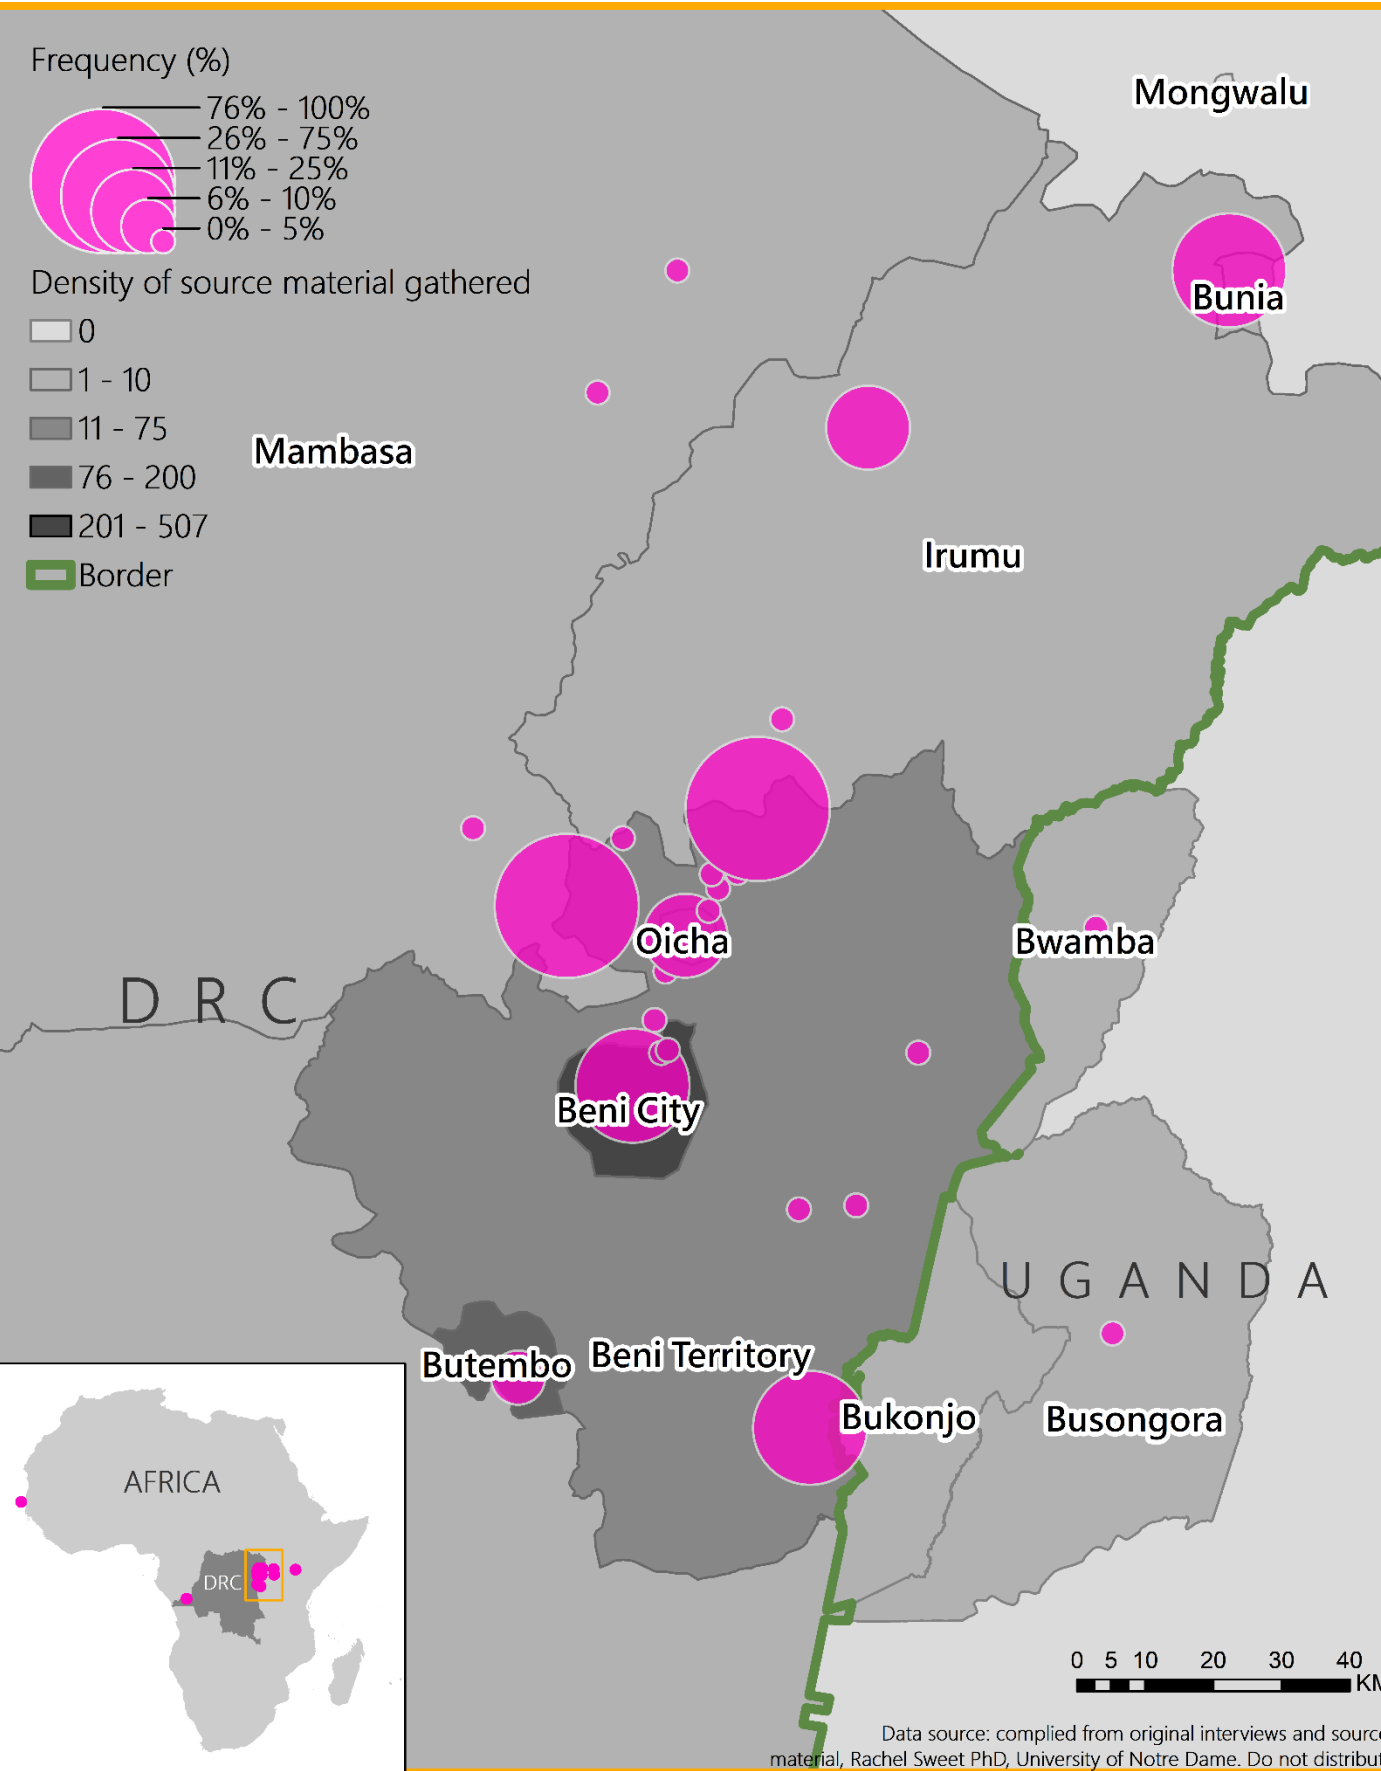 Frequency (%)
76% - 100%
26% - 75%
11% - 25%
6% - 10%
0% - 5%
Density of source material gathered
0
1 - 10
11 - 75
76 - 200
201 - 507
Border
Mongwalu
Bunia
Mambasa
Irumu
Oicha
Bwamba
DRC
Beni City
UGANDA
Butembo
Beni Territory
Bukonjo
Busongora
AFRICA
DRC
0 5 10 20 30 40
KM
Data source: complied from original interviews and source
material, Rachel Sweet PhD, University of Notre Dame. Do not distribut